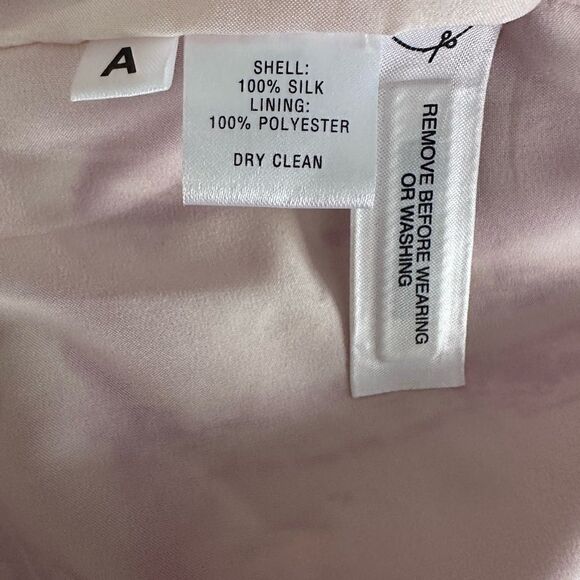 A
SHELL:
100% SILK
LINING:
100% POLYESTER
DRY CLEAN
REMOVE BEFORE WEARING
OR WASHING